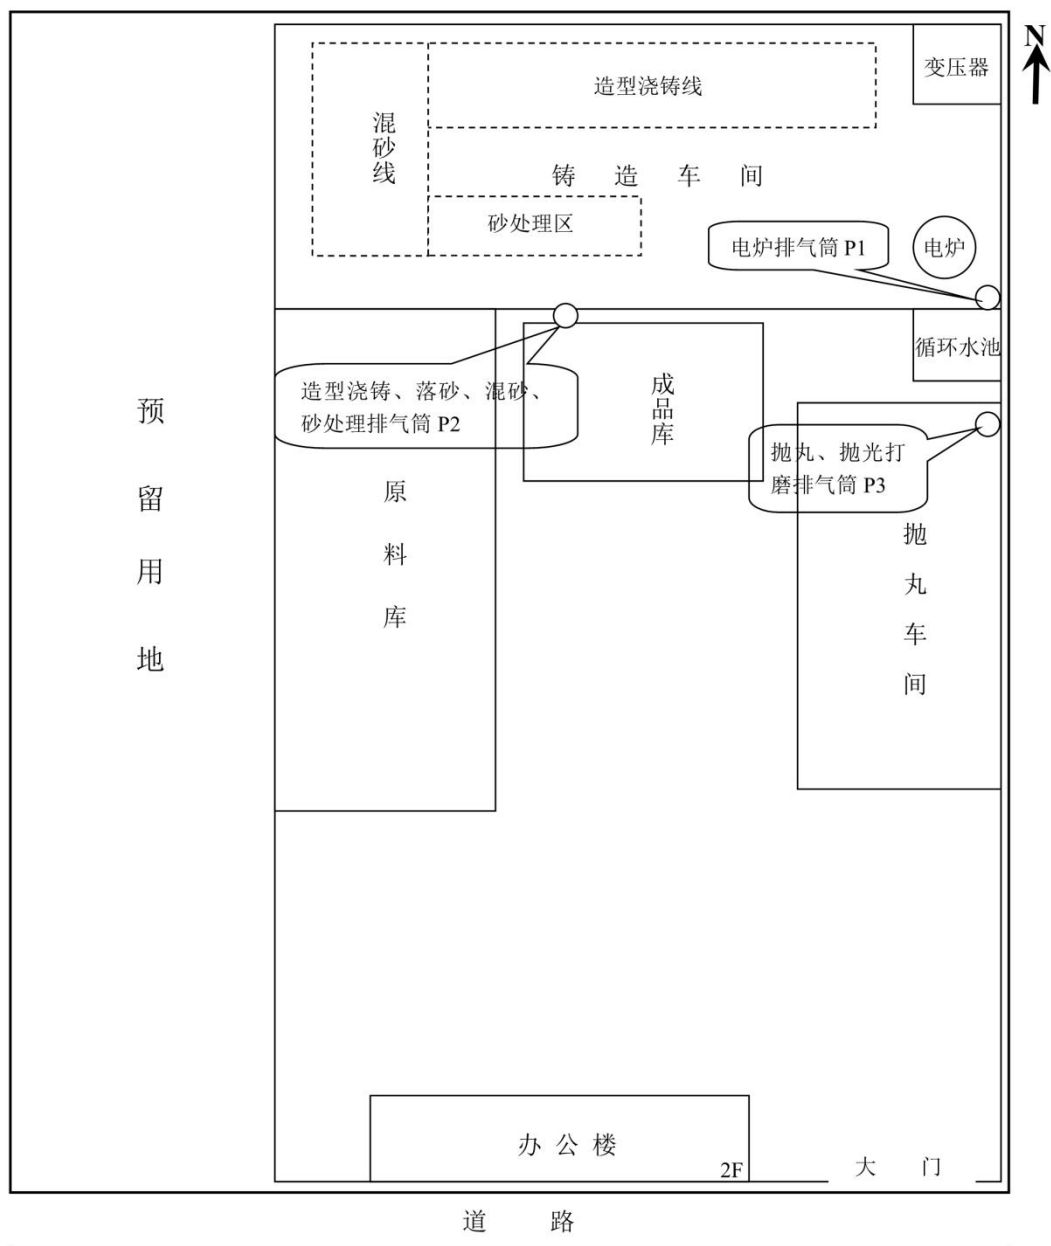 N
变压器
造型浇铸线
混砂线
铸造车间
砂处理区
电炉排气筒 P1
电炉
循环水池
造型浇铸、落砂、混砂、
砂处理排气筒 P2
成品库
预留用地
抛丸、抛光打
磨排气筒 P3
原料库
抛丸车间
办公楼
2F
大门
道路